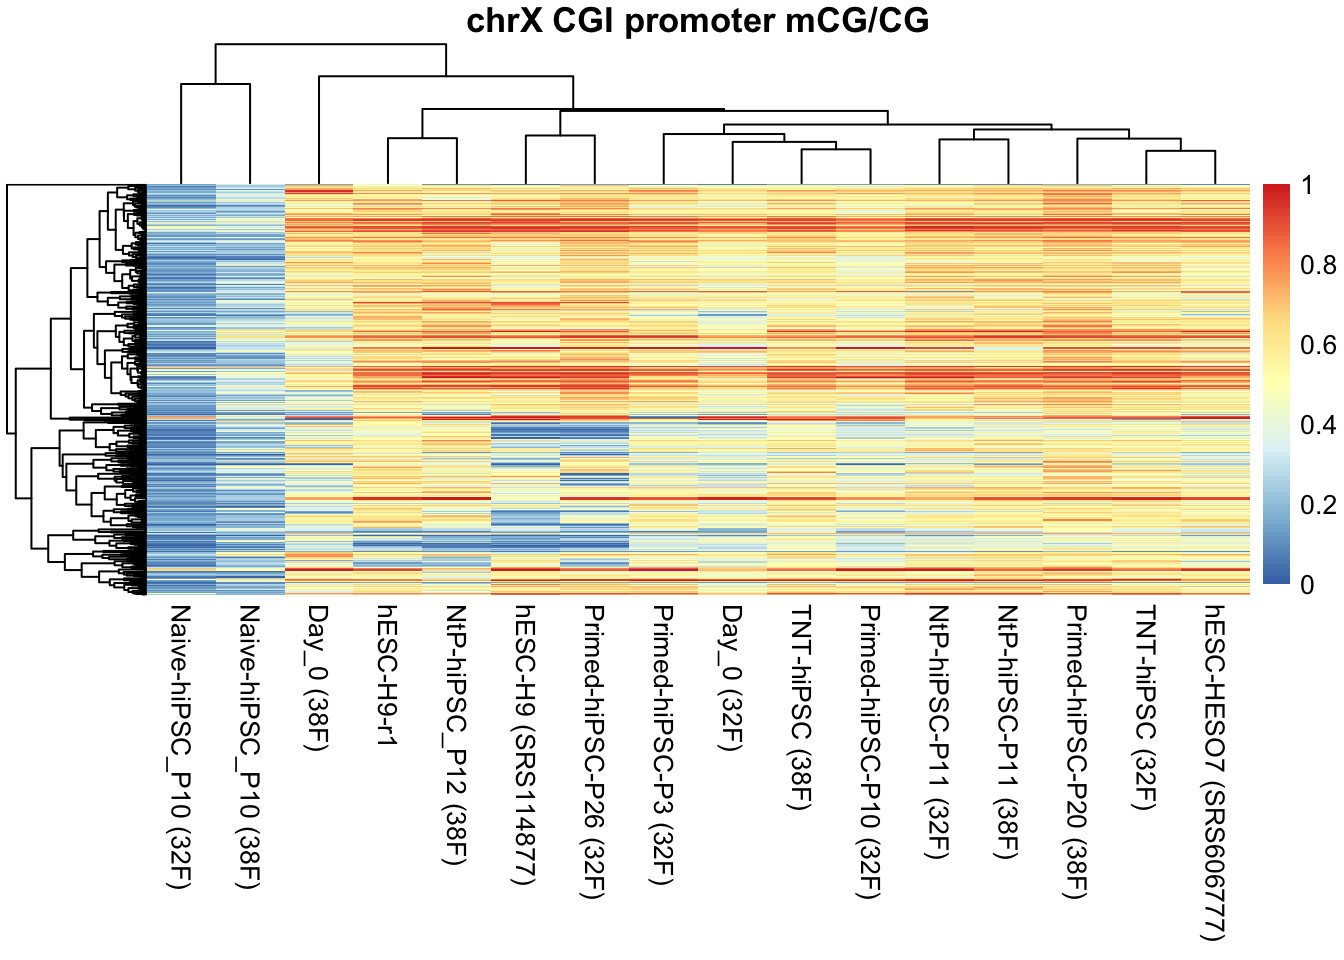 chrX CGI promoter mCG/CG
1
0.8
0.6
0.4
0.2
0
Naive-hiPSC_P10 (32F)
Naive-hiPSC_P10 (38F)
Day_0 (38F)
hESC-H9-r1
NtP-hiPSC_P12 (38F)
hESC-H9 (SRS114877)
Primed-hiPSC-P26 (32F)
Primed-hiPSC-P3 (32F)
Day_0 (32F)
TNT-hiPSC (38F)
Primed-hiPSC-P10 (32F)
NtP-hiPSC-P11 (32F)
NtP-hiPSC-P11 (38F)
Primed-hiPSC-P20 (38F)
TNT-hiPSC (32F)
hESC-HESO7 (SRS606777)